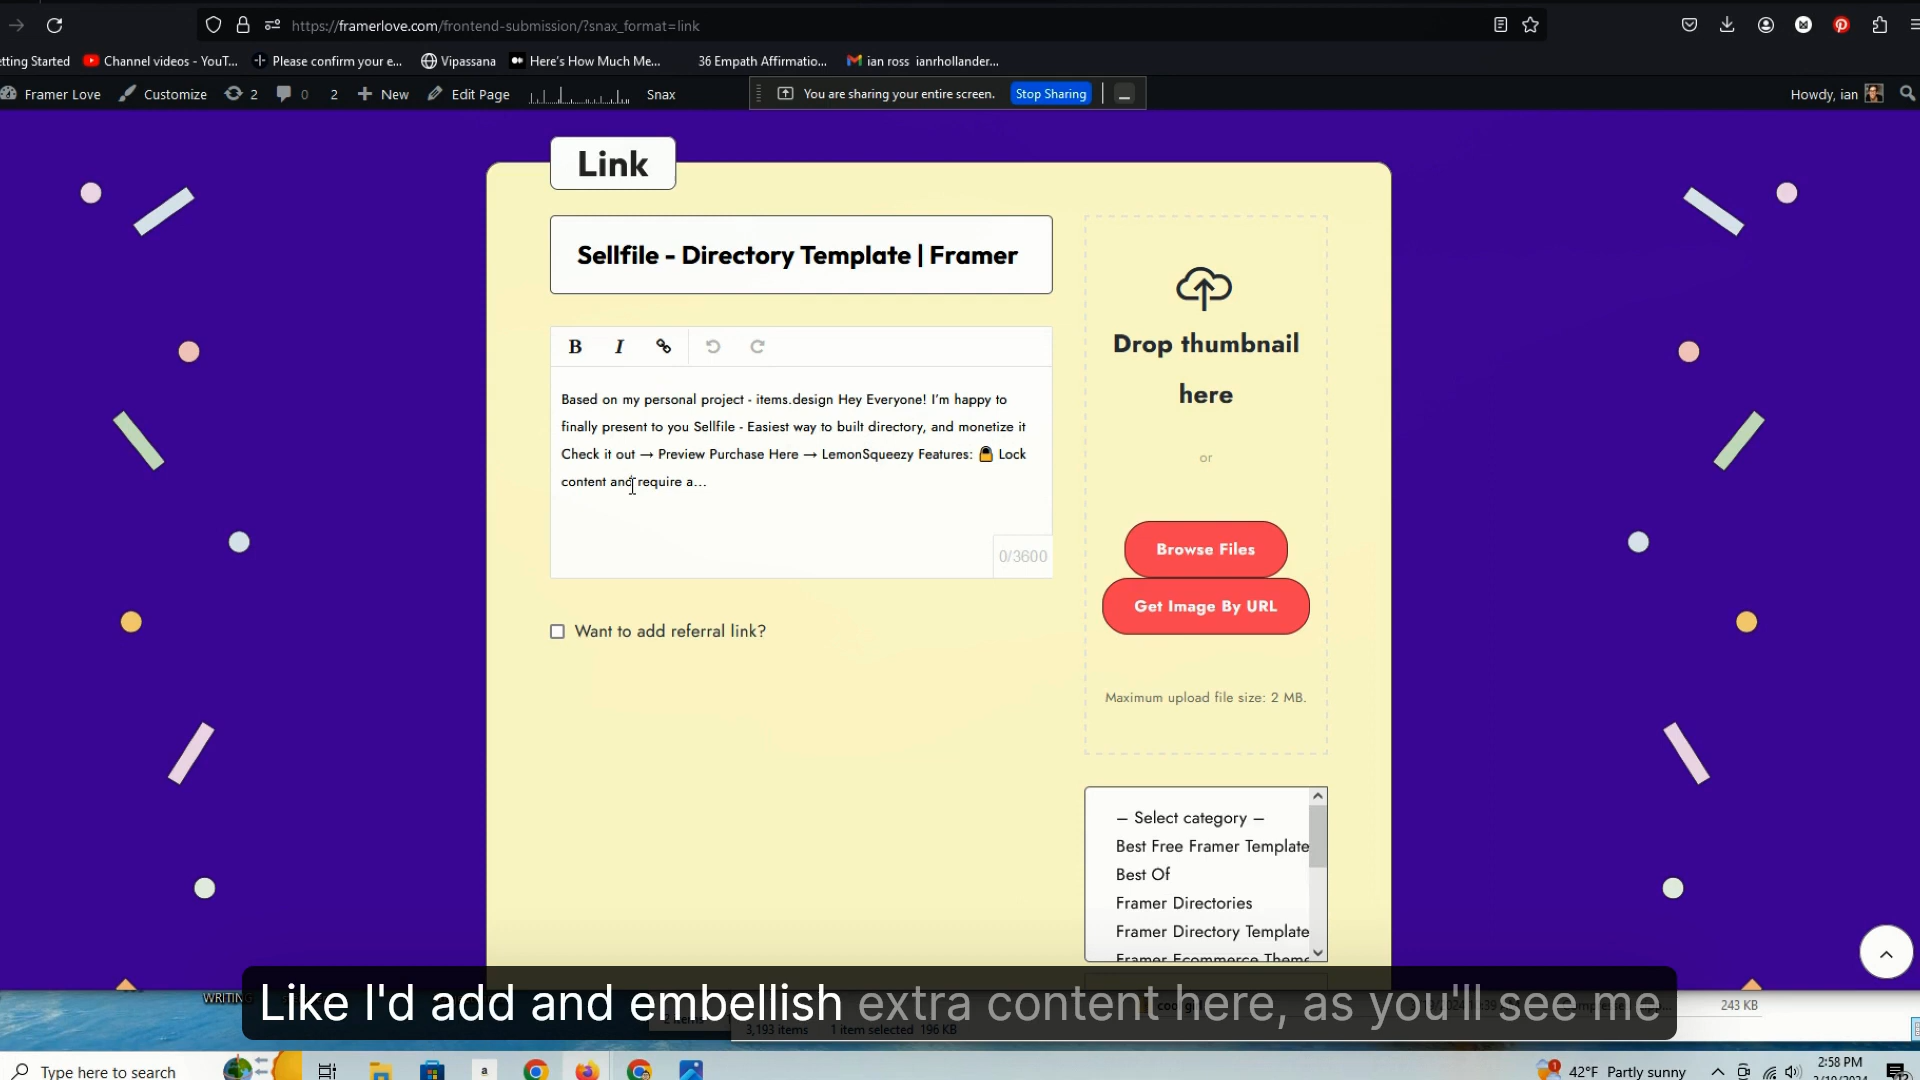 https://framerlove.com/frontend-submission/?snax_format=link
etting Started
Channel videos - YouT...
Please confirm your e...
Vipassana
Here's How Much Me...
36 Empath Affirmatio...
ian ross ianrhollander...
Framer Love
Customize
2
0
2
New
Edit Page
Snax
You are sharing your entire screen.
Stop Sharing
Howdy, ian
Link
Sellfile - Directory Template | Framer
B I
Based on my personal project - items.design Hey Everyone! I'm happy to
finally present to you Sellfile - Easiest way to built directory, and monetize it
Check it out → Preview Purchase Here → LemonSqueezy Features: 🔒 Lock
content and require a...
0/3600
Want to add referral link?
Drop thumbnail
here
or
Browse Files
Get Image By URL
Maximum upload file size: 2 MB.
– Select category –
Best Free Framer Template
Best Of
Framer Directories
Framer Directory Template
Framer Ecommerce Theme
Like I'd add and embellish extra content here, as you'll see me
243 KB
3,193 items
1 item selected 196 KB
Type here to search
a
42°F Partly sunny
2:58 PM